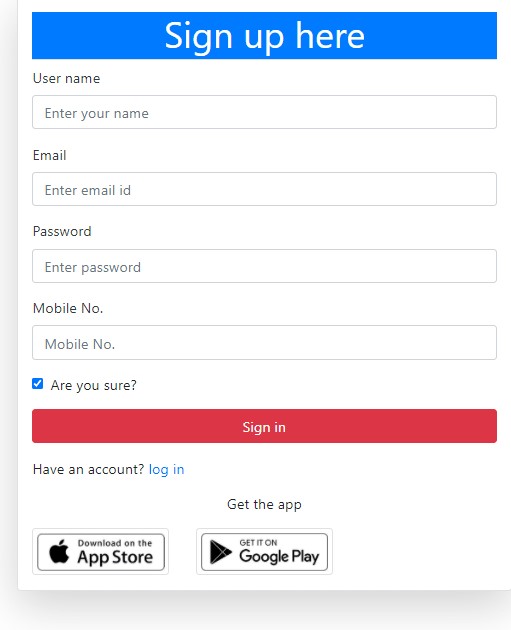 Sign up here
User name
Enter your name
Email
Enter email id
Password
Enter password
Mobile No.
Mobile No.
Are you sure?
Sign in
Have an account? log in
Get the app
Download on the
App Store
GET IT ON
Google Play